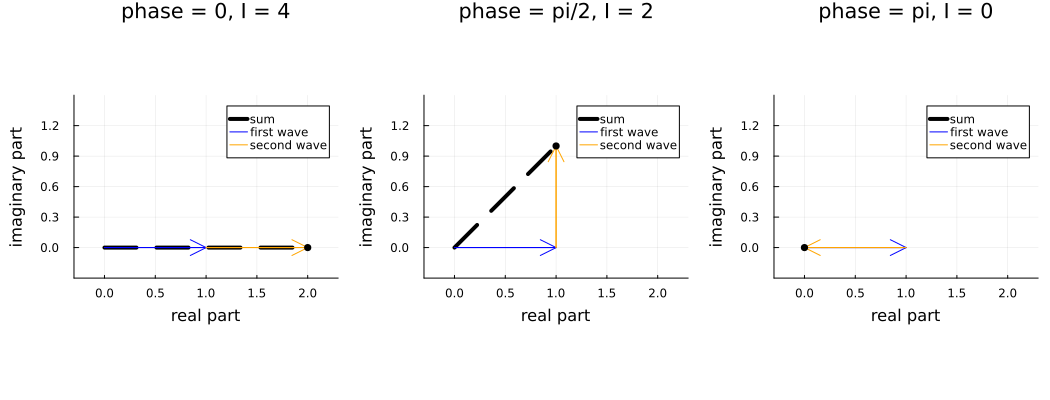 phase = 0, I = 4
imaginary part
1.2
0.9
0.6
0.3
0.0
sum
first wave
second wave
0.0 0.5 1.0 1.5 2.0
real part
phase = pi/2, I = 2
imaginary part
1.2
0.9
0.6
0.3
0.0
sum
first wave
second wave
0.0 0.5 1.0 1.5 2.0
real part
phase = pi, I = 0
imaginary part
1.2
0.9
0.6
0.3
0.0
sum
first wave
second wave
0.0 0.5 1.0 1.5 2.0
real part